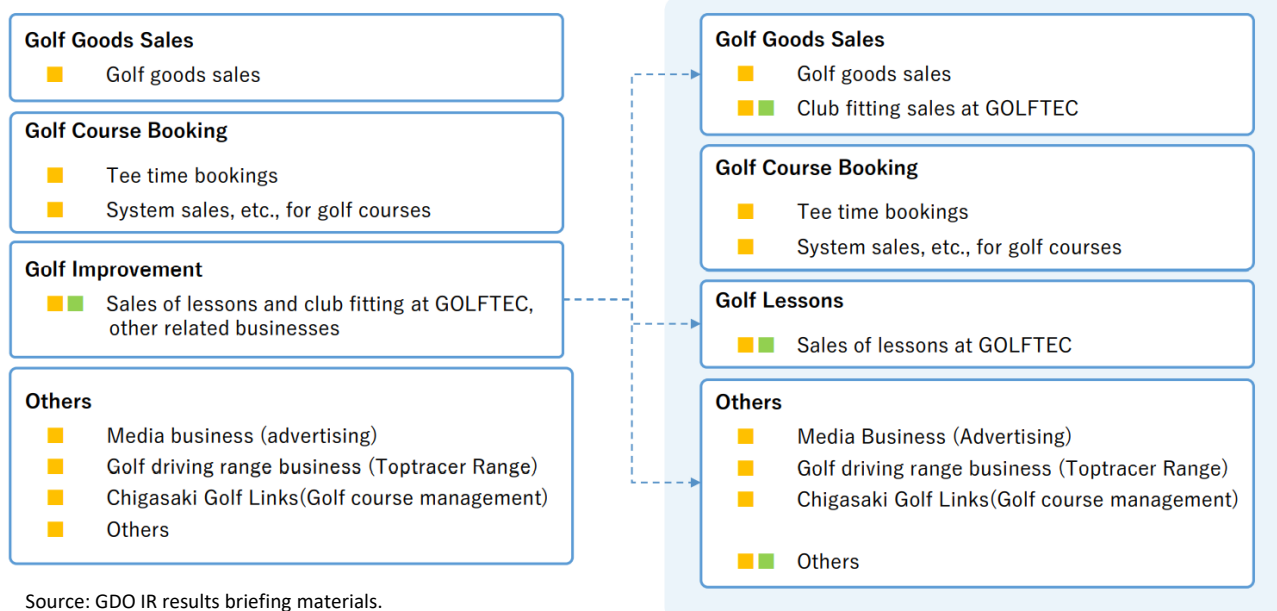 Golf Goods Sales
Golf goods sales
Golf Course Booking
Tee time bookings
System sales, etc., for golf courses
Golf Improvement
Sales of lessons and club fitting at GOLFTEC,
other related businesses
Others
Media business (advertising)
Golf driving range business (Toptracer Range)
Chigasaki Golf Links(Golf course management)
Others
Source: GDO IR results briefing materials.
Golf Goods Sales
Golf goods sales
Club fitting sales at GOLFTEC
Golf Course Booking
Tee time bookings
System sales, etc., for golf courses
Golf Lessons
Sales of lessons at GOLFTEC
Others
Media Business (Advertising)
Golf driving range business (Toptracer Range)
Chigasaki Golf Links(Golf course management)
Others